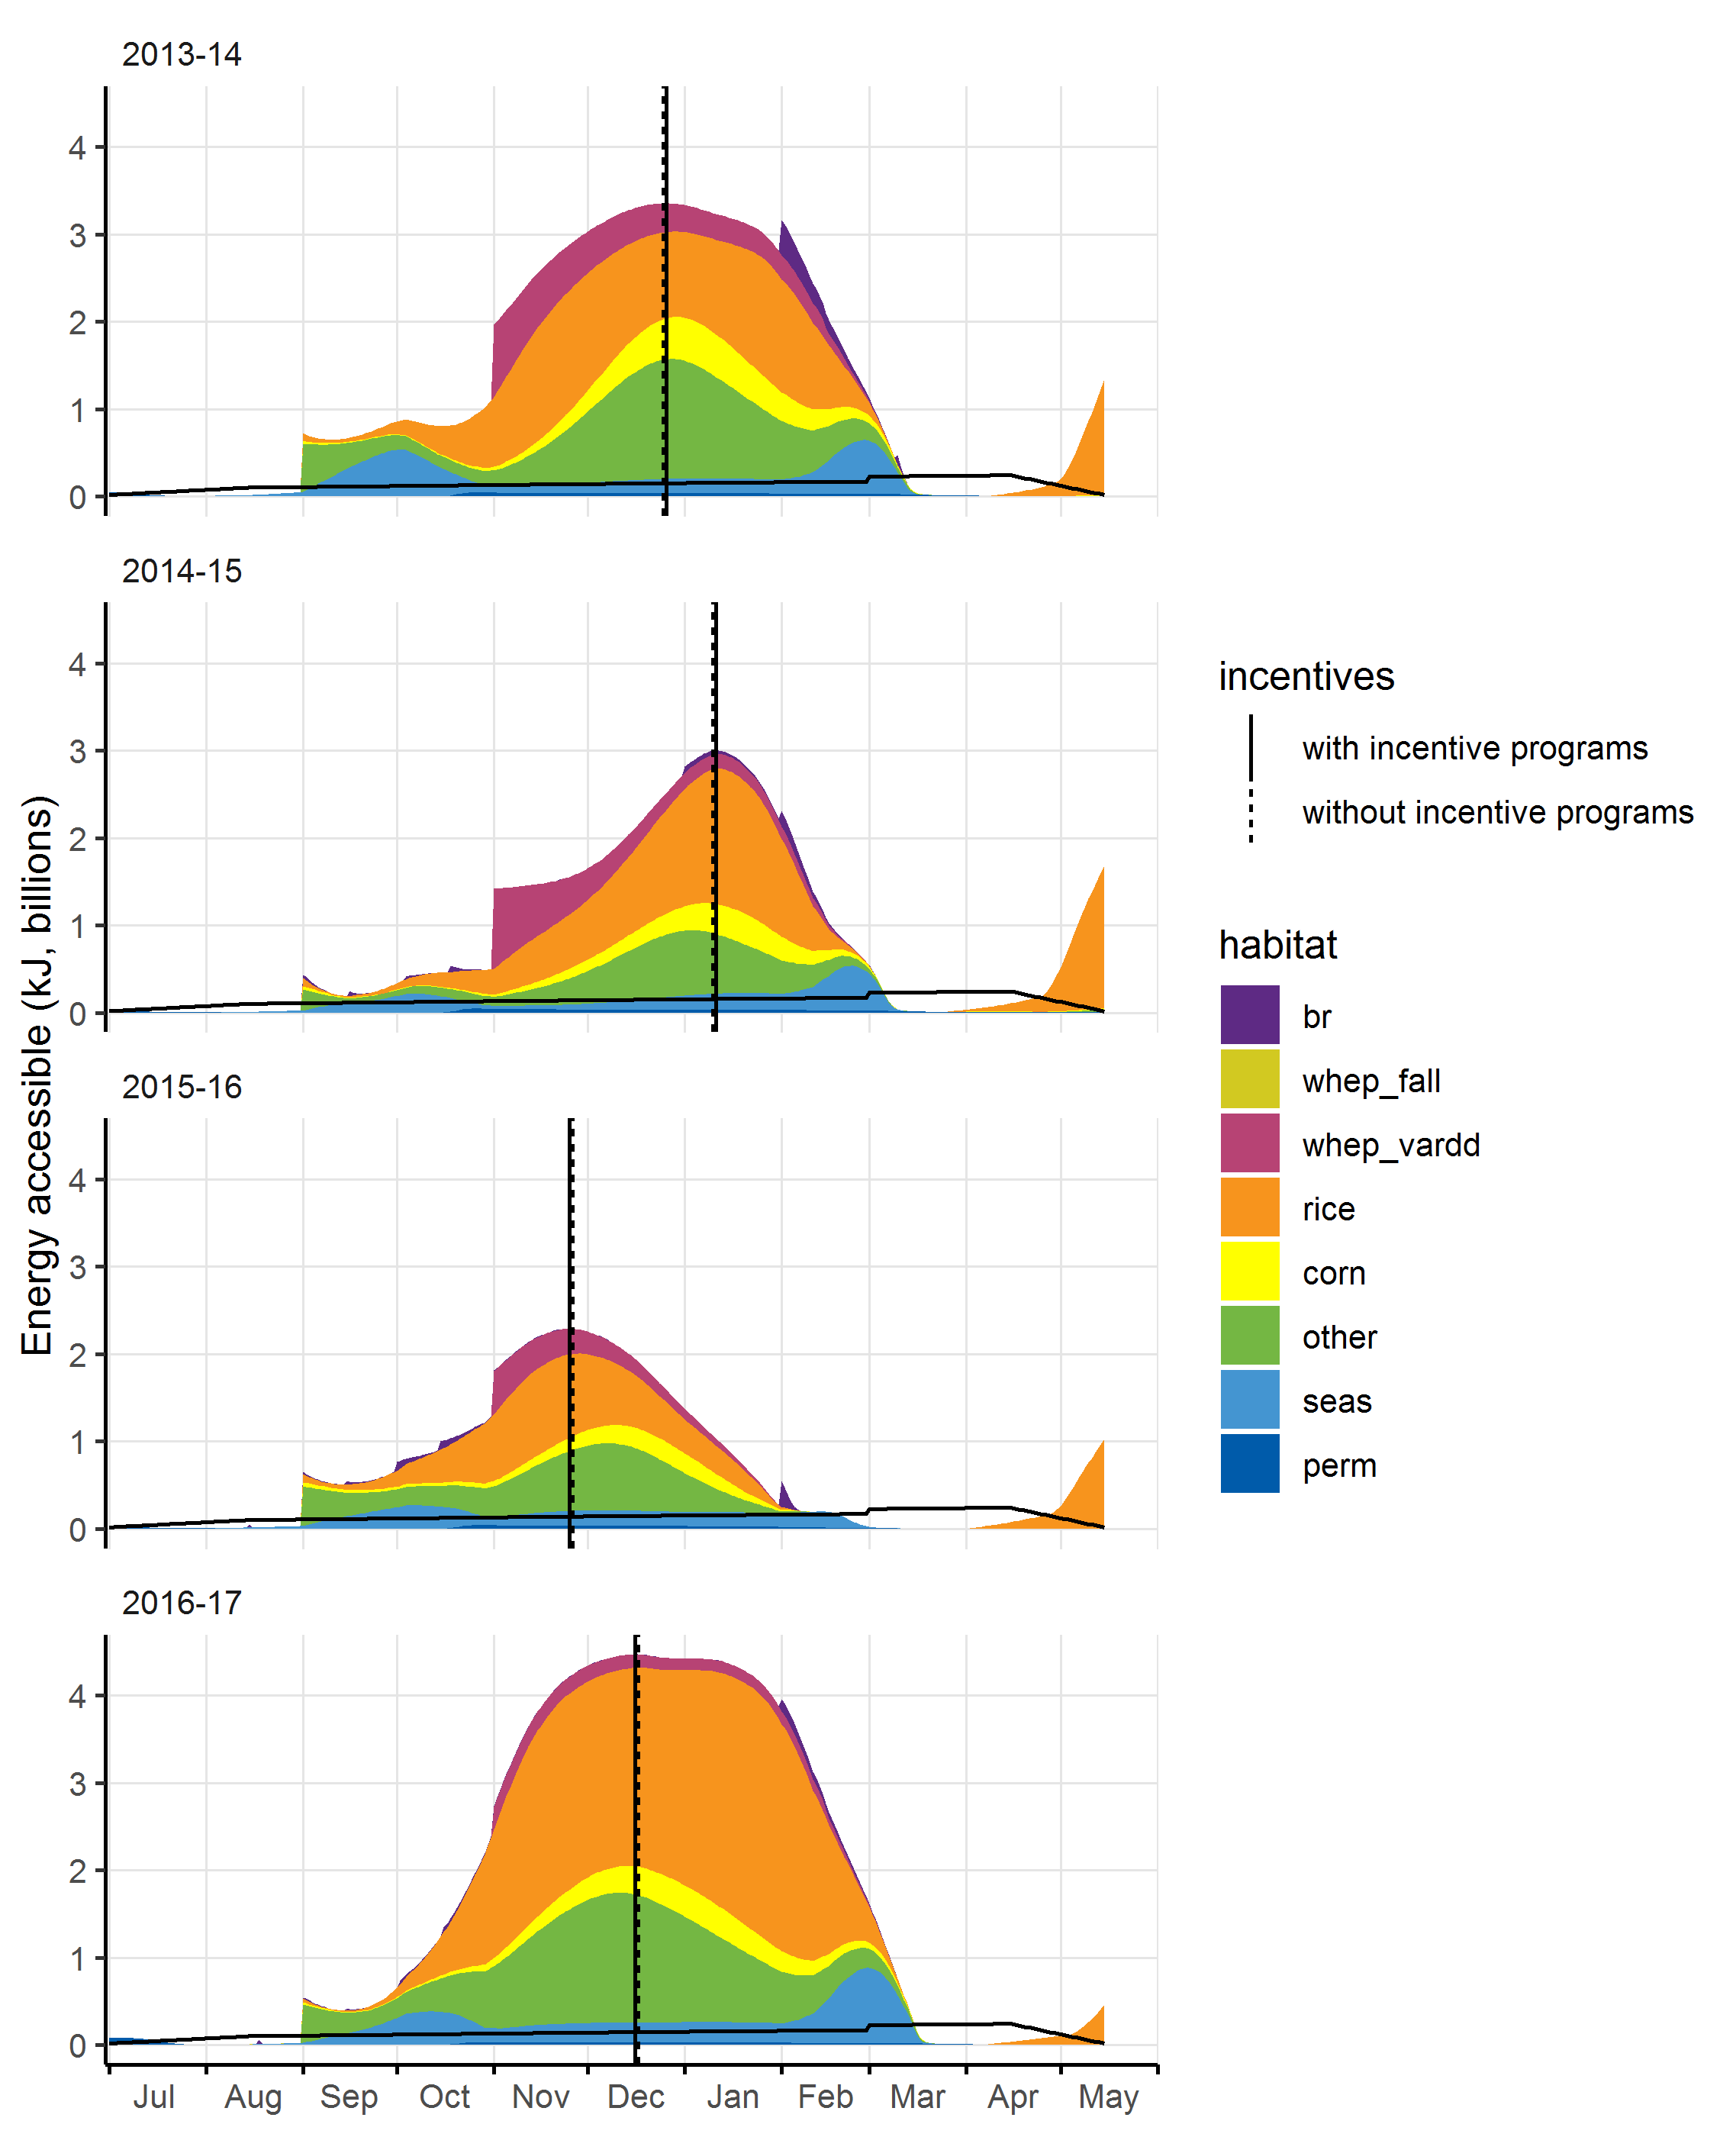 2013-14
4
3
2
1
0
2014-15
4
3
2
1
0
2015-16
4
3
2
1
0
2016-17
4
3
2
1
0
Jul Aug Sep Oct Nov Dec Jan Feb Mar Apr May
Energy accessible (kJ, billions)
incentives
with incentive programs
without incentive programs
habitat
br
whep_fall
whep_vardd
rice
corn
other
seas
perm